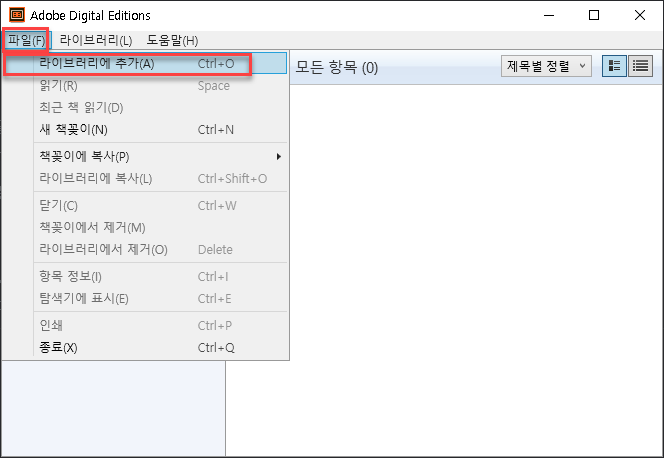 Adobe Digital Editions
파일(F) 라이브러리(L) 도움말(H)
라이브러리에 추가(A) Ctrl+O
모든 항목 (0) 제목별 정렬
읽기(R) Space
최근 책 읽기(D)
새 책꽂이(N) Ctrl+N
책꽂이에 복사(P)
라이브러리에 복사(L) Ctrl+Shift+O
닫기(C) Ctrl+W
책꽂이에서 제거(M)
라이브러리에서 제거(O) Delete
항목 정보(I) Ctrl+I
탐색기에 표시(E) Ctrl+E
인쇄 Ctrl+P
종료(X) Ctrl+Q